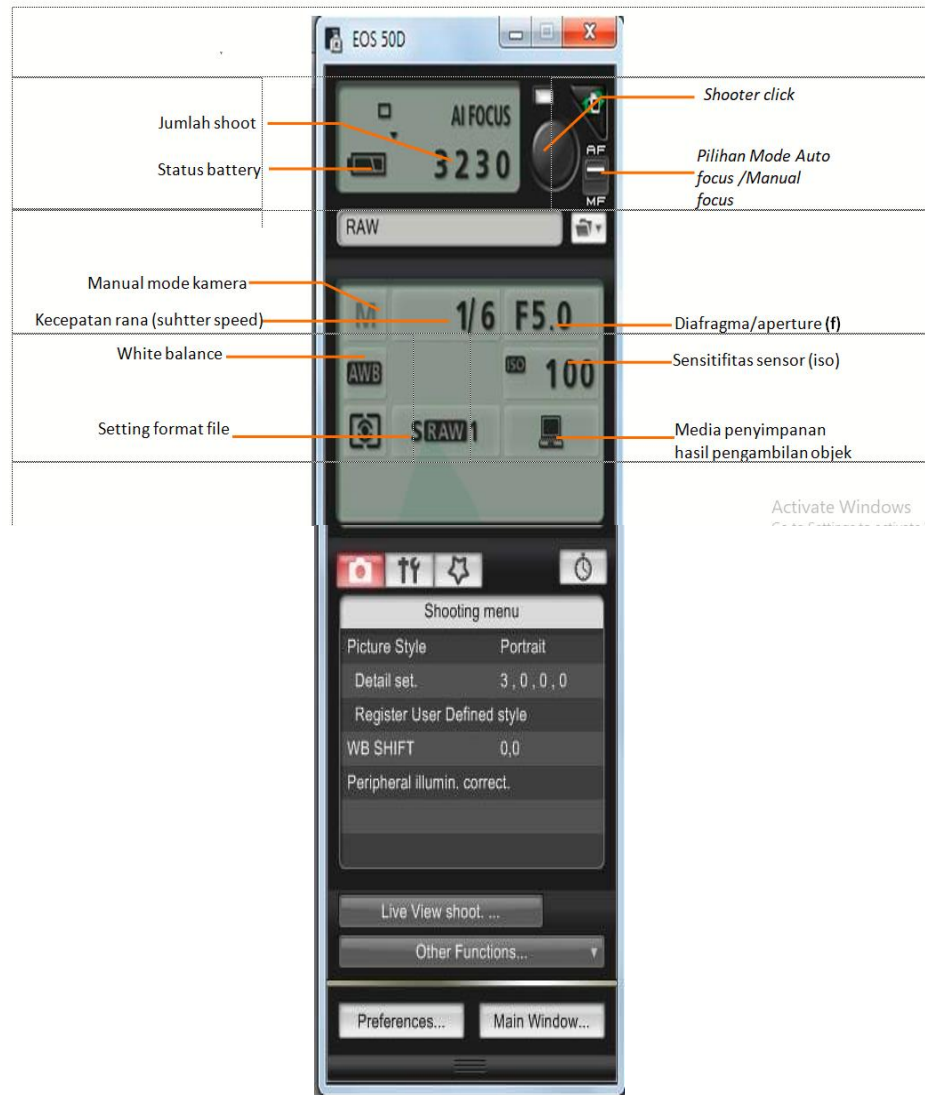 EOS 50D
Jumlah shoot
Status battery
AI FOCUS
3230
AF
MF
Shooter click
Pilihan Mode Auto
focus /Manual
focus
RAW
Manual mode kamera
Kecepatan rana (suhtter speed)
White balance
Setting format file
M
1/6
F5.0
AWB
ISO
100
SRAW1
Diafragma/aperture (f)
Sensitifitas sensor (iso)
Media penyimpanan
hasil pengambilan objek
Activate Windows
Shooting menu
Picture Style Portrait
Detail set. 3 , 0 , 0 , 0
Register User Defined style
WB SHIFT 0,0
Peripheral illumin. correct.
Live View shoot. ...
Other Functions...
Preferences...
Main Window...